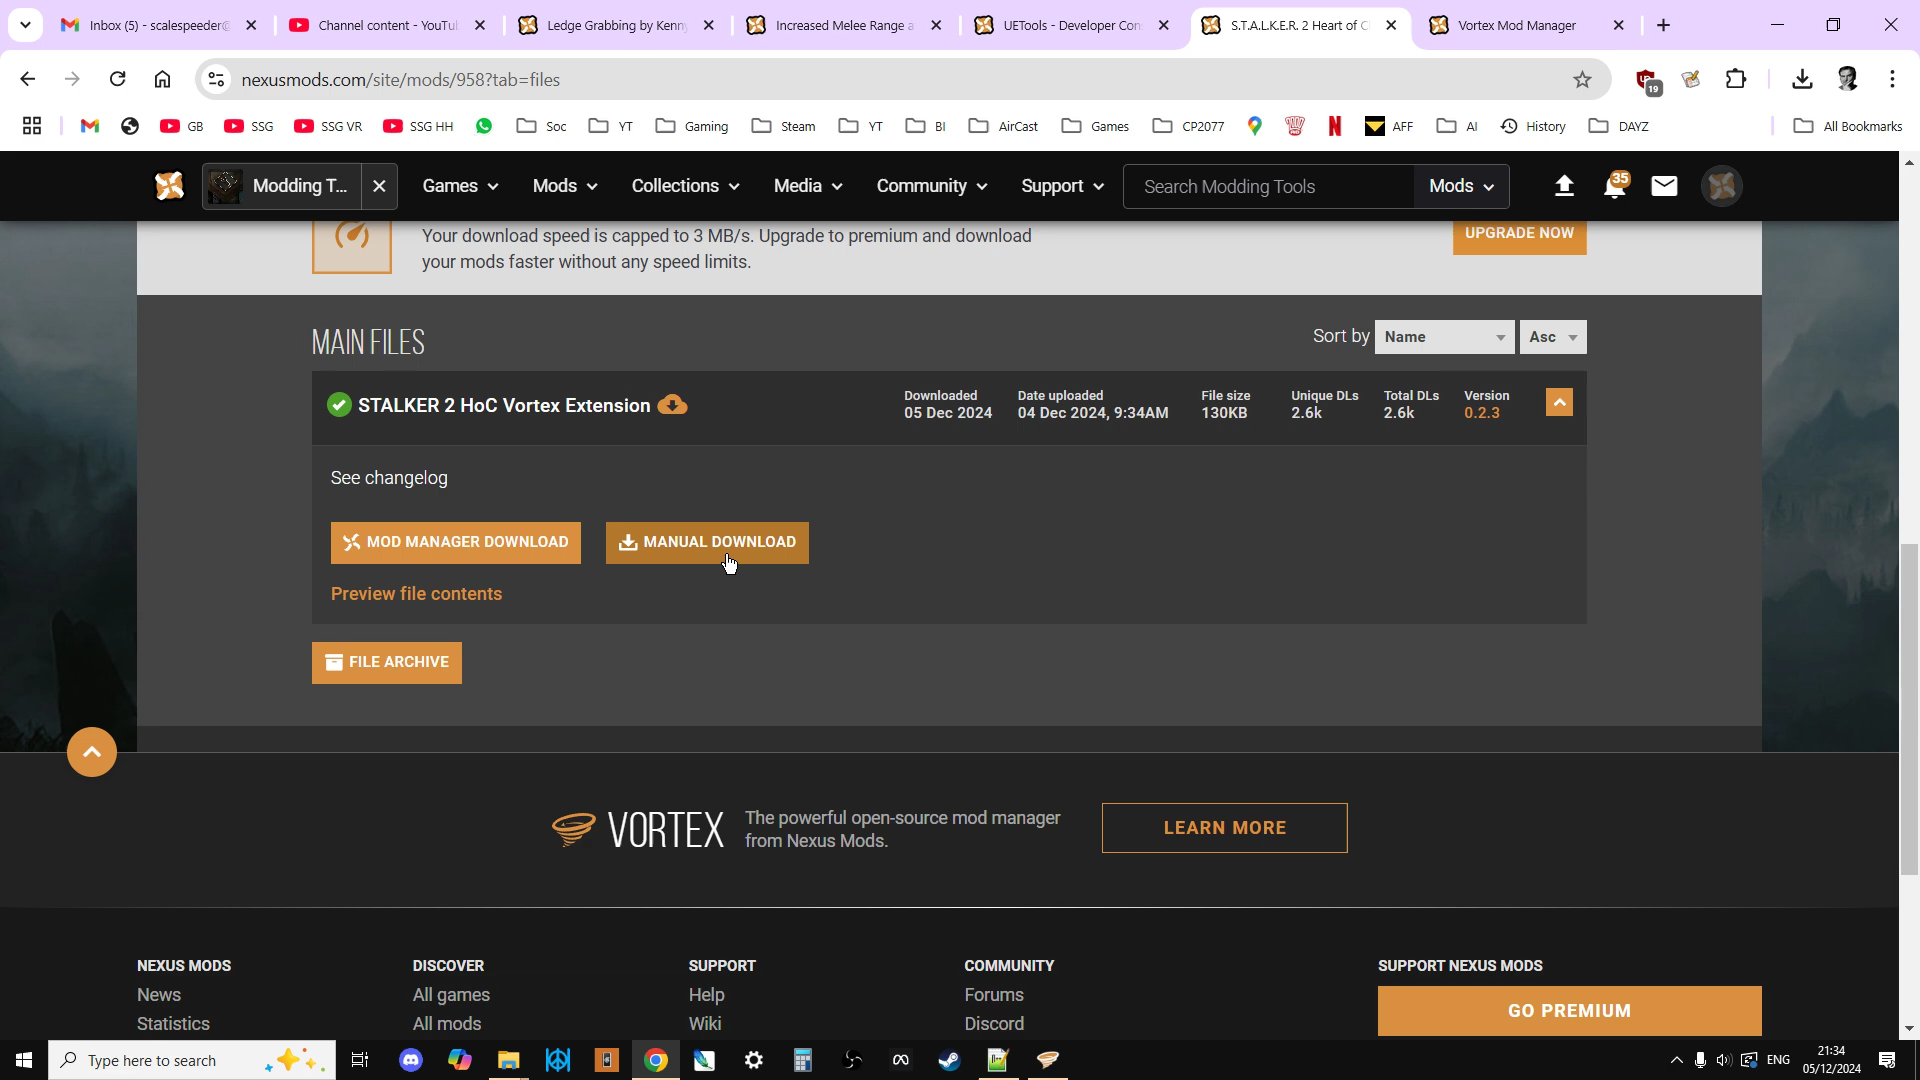 Inbox (5) - scalespeeder@
Channel content - YouTu
Ledge Grabbing by Kenny
Increased Melee Range a
UETools - Developer Con
S.T.A.L.K.E.R. 2 Heart of C
Vortex Mod Manager
nexusmods.com/site/mods/958?tab=files
19
GB
SSG
SSG VR
SSG HH
Soc
YT
Gaming
Steam
YT
BI
AirCast
Games
CP2077
AFF
AI
History
DAYZ
All Bookmarks
Modding T...
Games
Mods
Collections
Media
Community
Support
Search Modding Tools
Mods
35
Your download speed is capped to 3 MB/s. Upgrade to premium and download
your mods faster without any speed limits.
UPGRADE NOW
MAIN FILES
Sort by
Name
Asc
STALKER 2 HoC Vortex Extension
Downloaded
05 Dec 2024
Date uploaded
04 Dec 2024, 9:34AM
File size
130KB
Unique DLs
2.6k
Total DLs
2.6k
Version
0.2.3
See changelog
MOD MANAGER DOWNLOAD
MANUAL DOWNLOAD
Preview file contents
FILE ARCHIVE
VORTEX
The powerful open-source mod manager
from Nexus Mods.
LEARN MORE
NEXUS MODS
News
Statistics
DISCOVER
All games
All mods
SUPPORT
Help
Wiki
COMMUNITY
Forums
Discord
SUPPORT NEXUS MODS
GO PREMIUM
Type here to search
ENG
21:34
05/12/2024